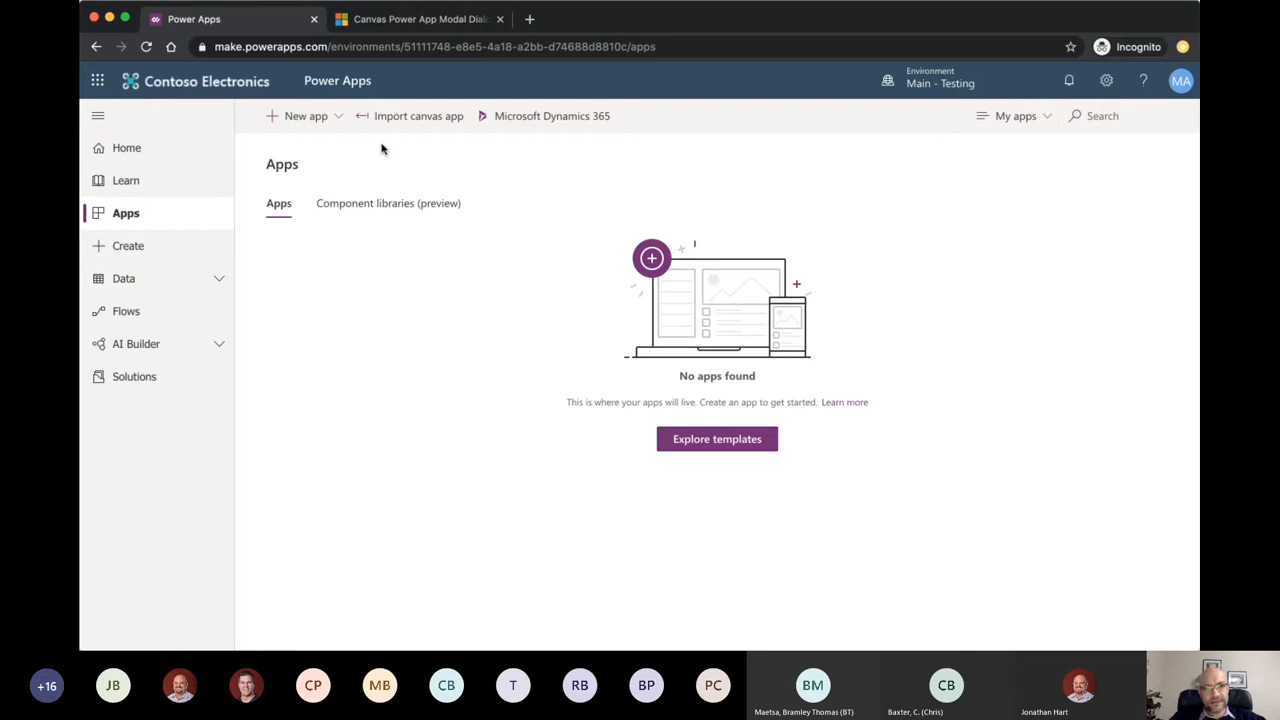 Power Apps
Canvas Power App Modal Dial
make.powerapps.com/environments/51111748-e8e5-4a18-a2bb-d74688d8810c/apps
Incognito
Contoso Electronics
Power Apps
Environment
Main - Testing
MA
New app
Import canvas app
Microsoft Dynamics 365
My apps
Search
Home
Learn
Apps
Create
Data
Flows
AI Builder
Solutions
Apps
Apps
Component libraries (preview)
No apps found
This is where your apps will live. Create an app to get started. Learn more
Explore templates
+16
JB
CP
MB
CB
T
RB
BP
PC
BM
Maetsa, Bramley Thomas (BT)
CB
Baxter, C. (Chris)
Jonathan Hart